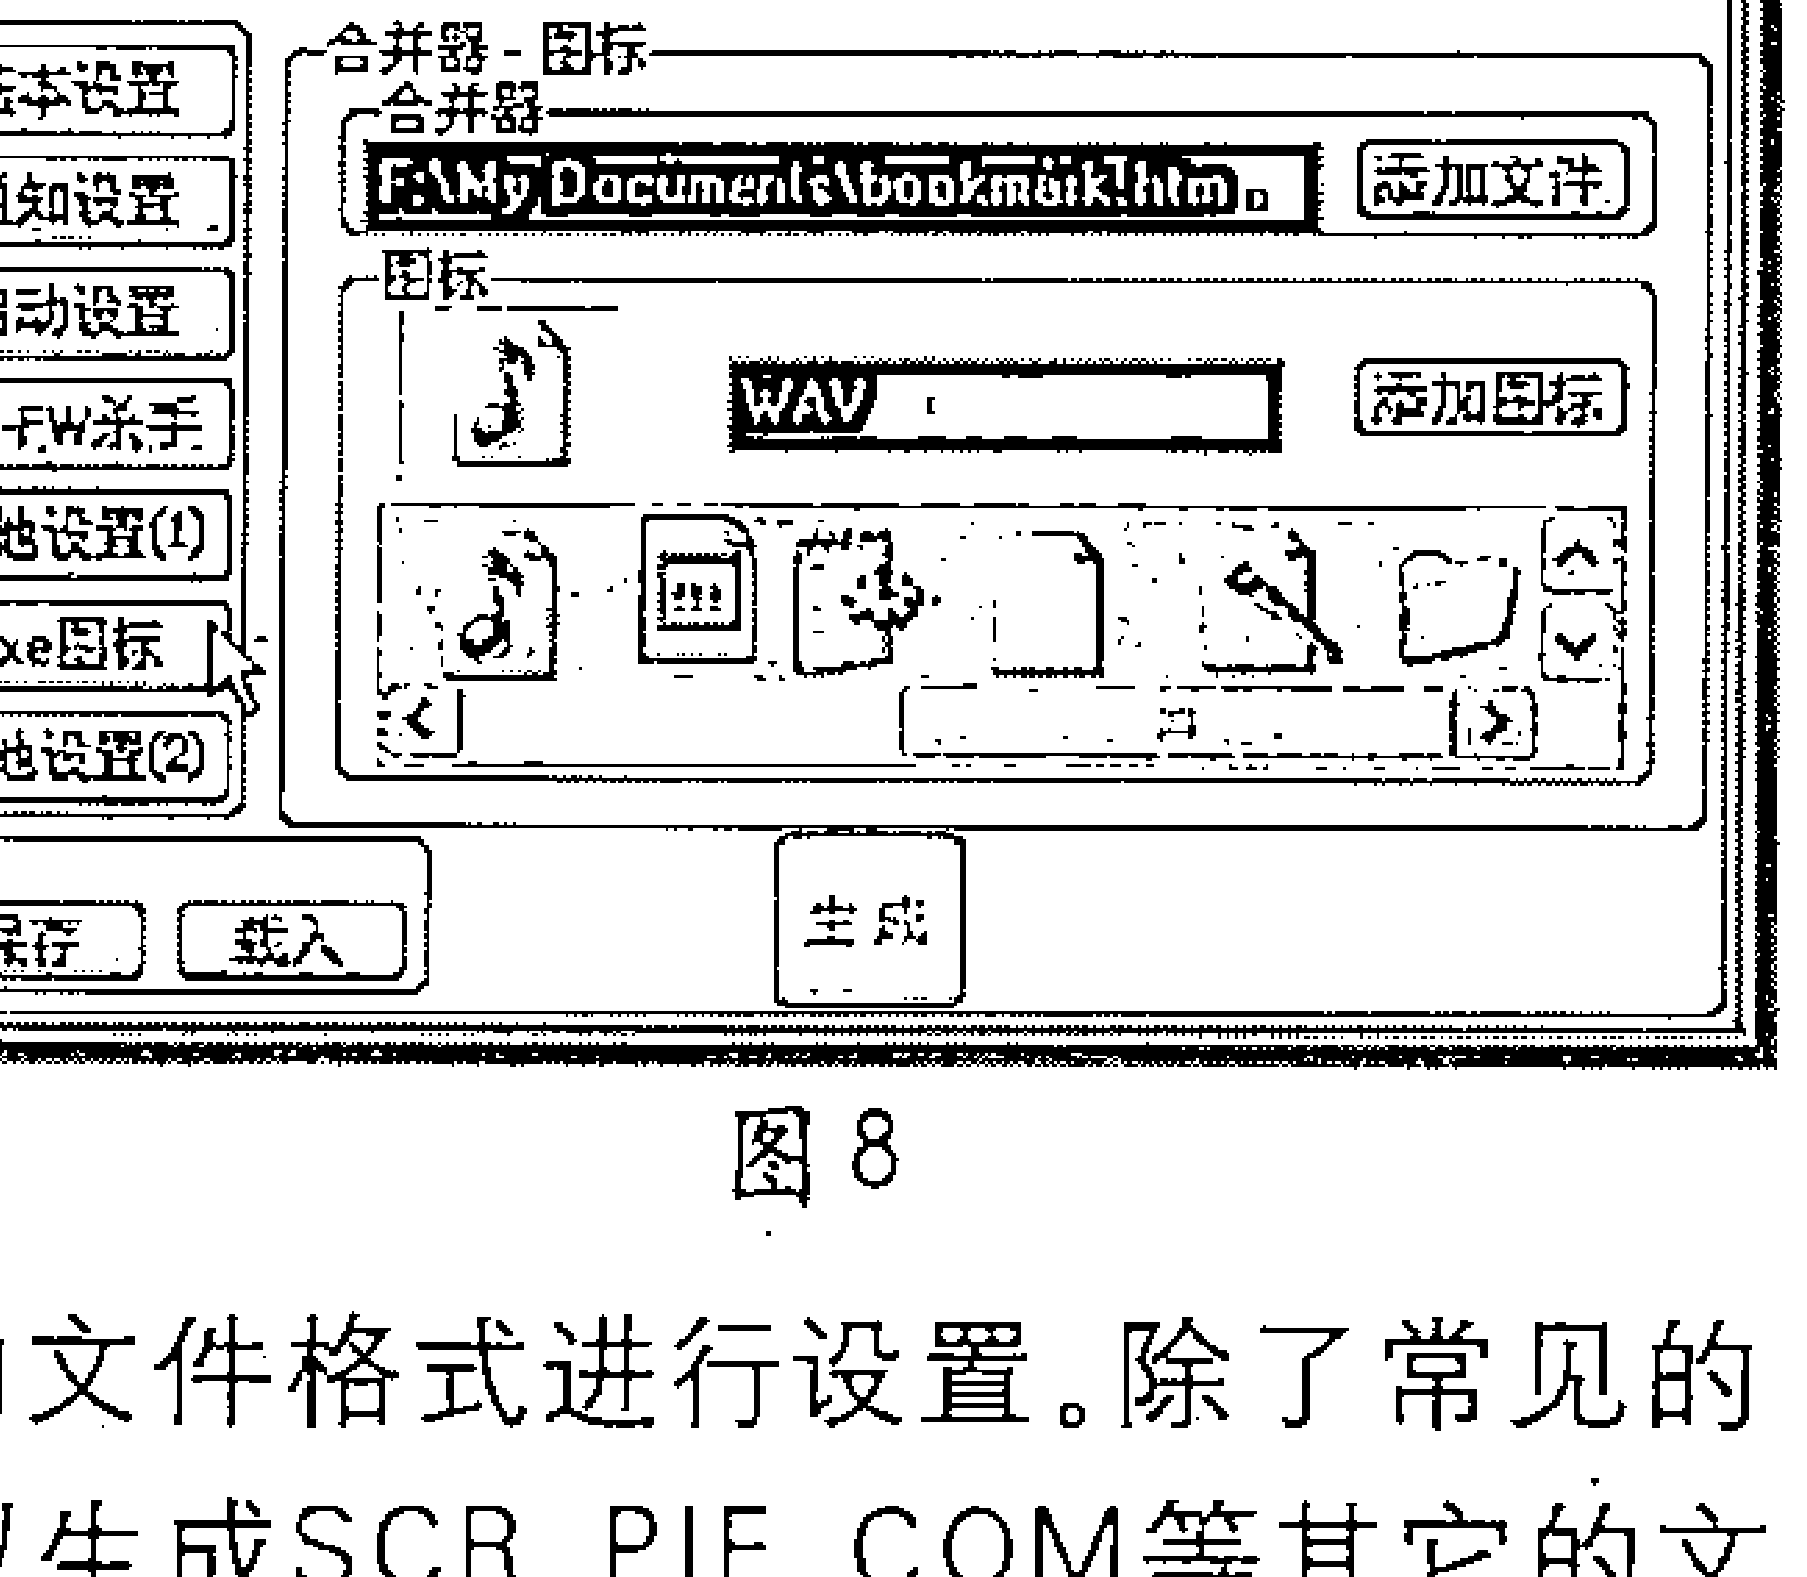 合并器 - 图标
合并器
本设置
F:\My Documents\bookmark.htm
添加文件
知设置
图标
动设置
WAV
添加图标
-FW杀手
他设置(1)
xe图标
他设置(2)
保存
载入
生成
图 8
文件格式进行设置。除了常见的
生成SCR PIF COM等其它的文